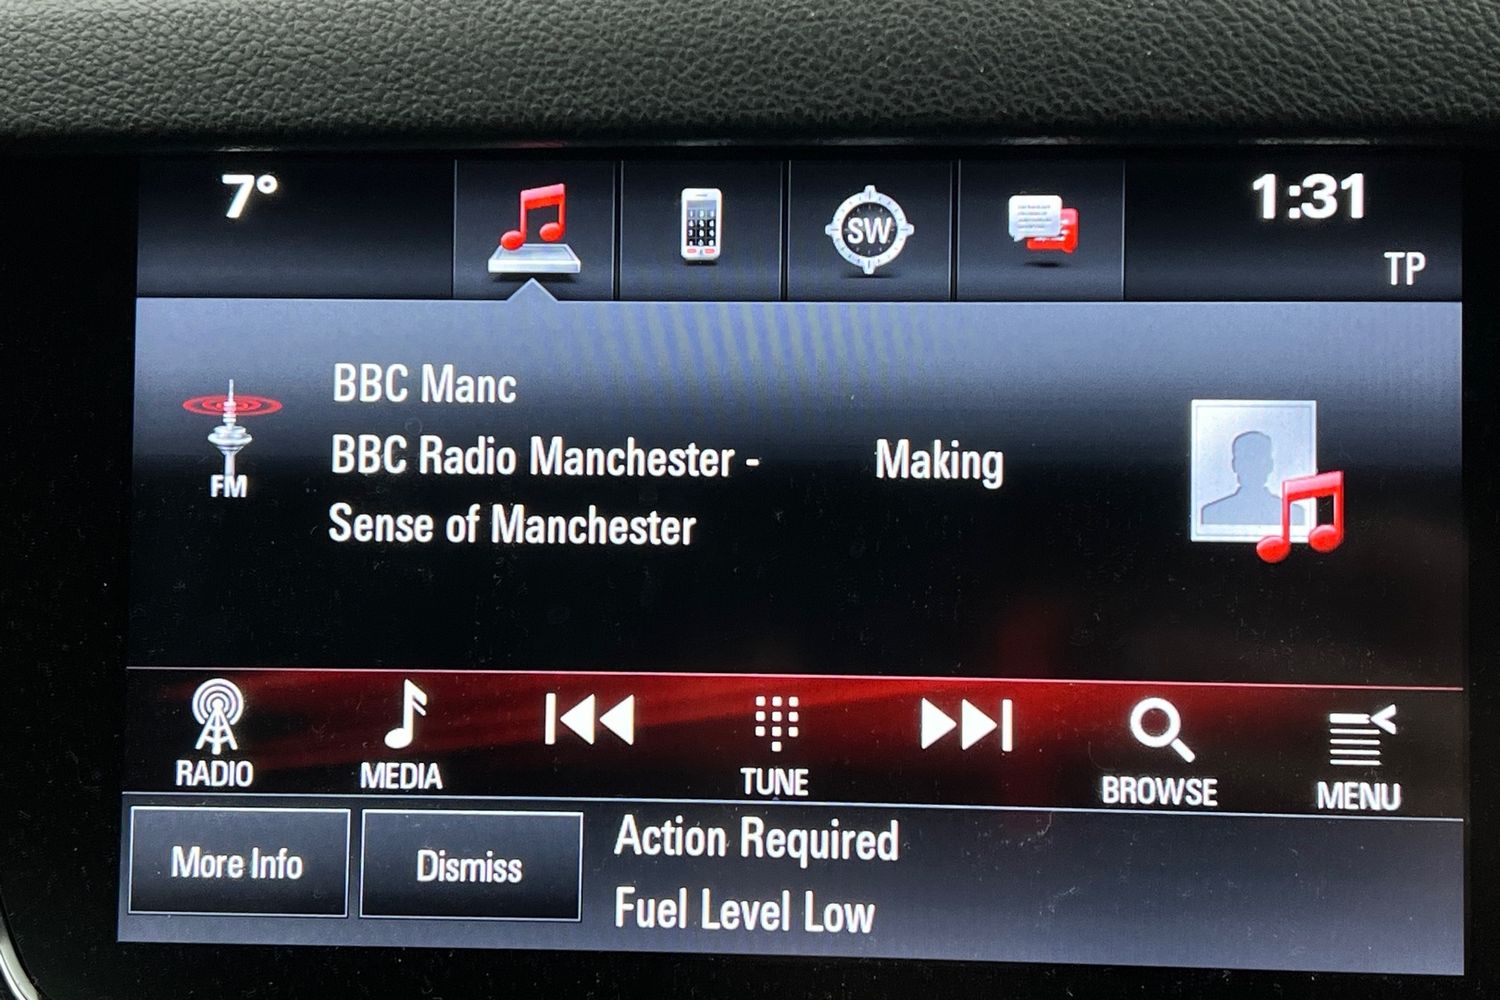 7°
SW
1:31
TP
BBC Manc
BBC Radio Manchester - Making
Sense of Manchester
FM
RADIO
MEDIA
TUNE
BROWSE
MENU
More Info
Dismiss
Action Required
Fuel Level Low